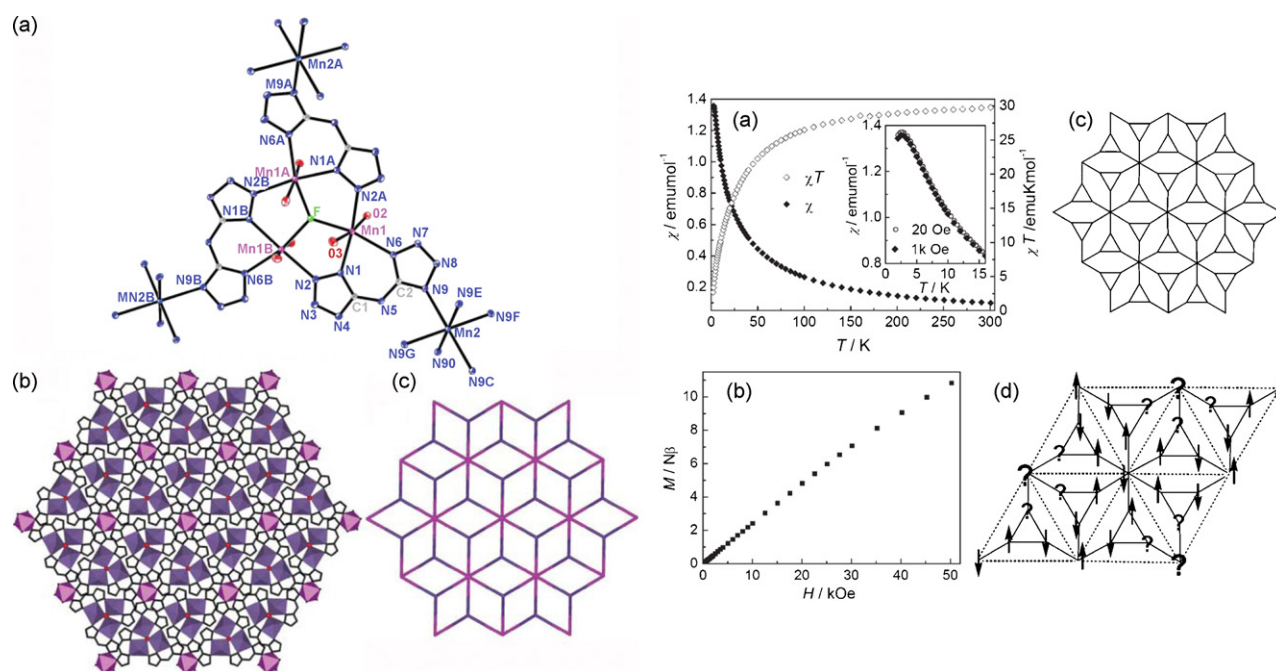 (a)
Mn2A
M9A
N6A
N1A
Mn1A
N2B
N2A
N1B
F
O2
Mn1
Mn1B
O3
N6
N7
N1
N8
N9B
N6B
N2
C2
N9
MN2B
N3
N4
C1
N5
N9E
N9F
Mn2
N9G
N90
N9C
(b)
(c)
(a)
χ / emumol⁻¹
1.4
1.2
1.0
0.8
0.6
0.4
0.2
χT
χ
χ / emumol⁻¹
1.4
1.2
1.0
0.8
20 Oe
1k Oe
0 5 10 15
T / K
30
25
20
15
10
5
0
χT / emuKmol⁻¹
0 50 100 150 200 250 300
T / K
(c)
(b)
M / Nβ
10
8
6
4
2
0
0 10 20 30 40 50
H / kOe
(d)
? ? ?
?
? ?
? ?
? ?